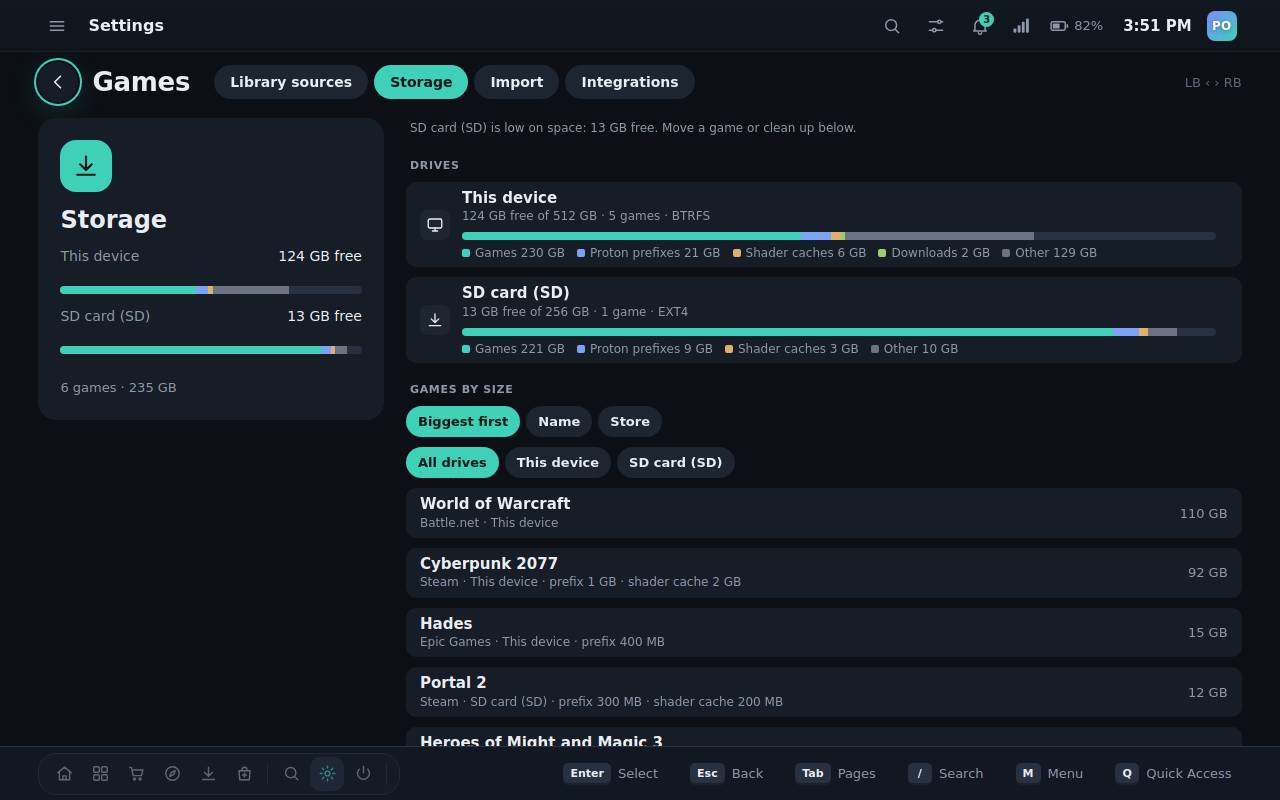 Settings
3
82%
3:51 PM
PO
Games
Library sources
Storage
Import
Integrations
LB ‹ › RB
Storage
This device
124 GB free
SD card (SD)
13 GB free
6 games · 235 GB
SD card (SD) is low on space: 13 GB free. Move a game or clean up below.
DRIVES
This device
124 GB free of 512 GB · 5 games · BTRFS
Games 230 GB
Proton prefixes 21 GB
Shader caches 6 GB
Downloads 2 GB
Other 129 GB
SD card (SD)
13 GB free of 256 GB · 1 game · EXT4
Games 221 GB
Proton prefixes 9 GB
Shader caches 3 GB
Other 10 GB
GAMES BY SIZE
Biggest first
Name
Store
All drives
This device
SD card (SD)
World of Warcraft
Battle.net · This device
110 GB
Cyberpunk 2077
Steam · This device · prefix 1 GB · shader cache 2 GB
92 GB
Hades
Epic Games · This device · prefix 400 MB
15 GB
Portal 2
Steam · SD card (SD) · prefix 300 MB · shader cache 200 MB
12 GB
Heroes of Might and Magic 3
Enter Select
Esc Back
Tab Pages
/ Search
M Menu
Q Quick Access